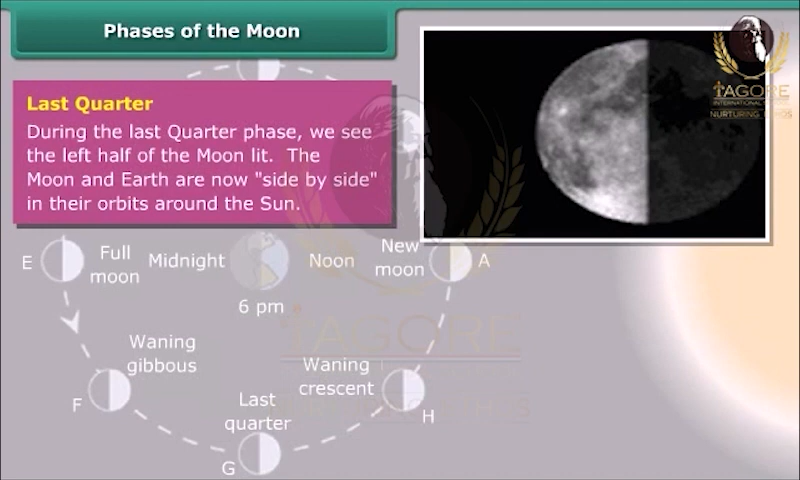 Phases of the Moon
Last Quarter
During the last Quarter phase, we see
the left half of the Moon lit. The
Moon and Earth are now "side by side"
in their orbits around the Sun.
TAGORE
INTERNATIONAL SCHOOL
NURTURING ETHOS
E
Full
moon
Midnight
Noon
New
moon
A
6 pm
TAGORE
Waning
gibbous
Waning
crescent
F
Last
quarter
H
G